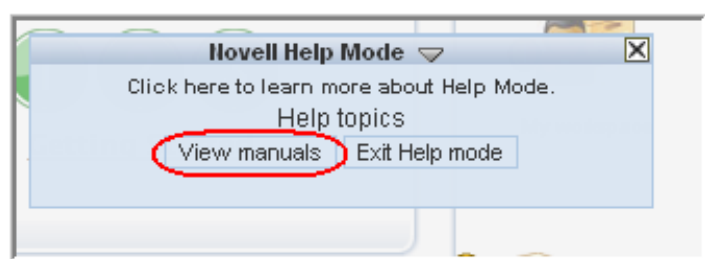 Novell Help Mode
Click here to learn more about Help Mode.
Help topics
View manuals Exit Help mode